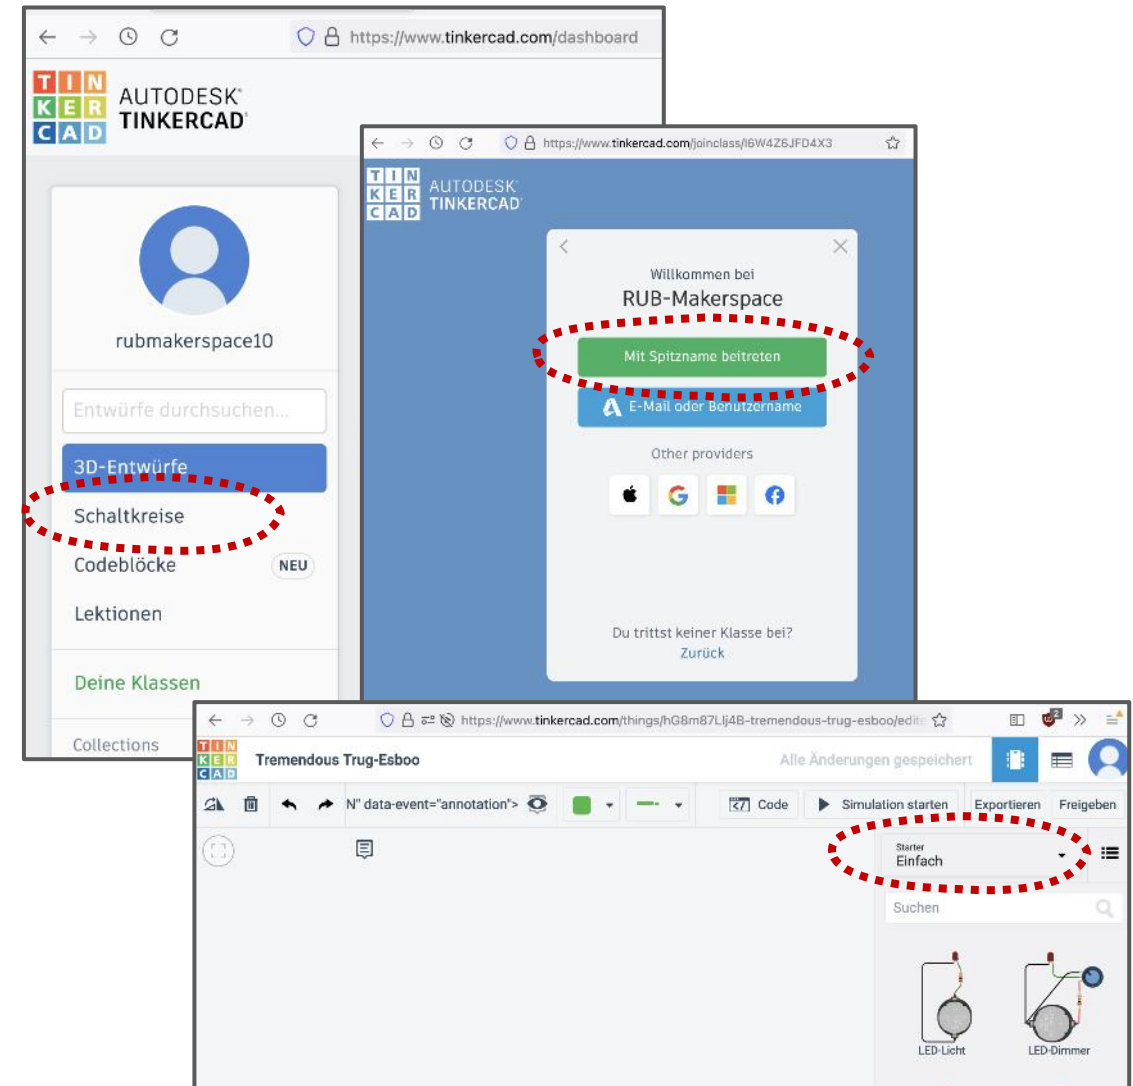 https://www.tinkercad.com/dashboard
TIN
KER
CAD
AUTODESK
TINKERCAD
rubmakerspace10
Entwürfe durchsuchen...
3D-Entwürfe
Schaltkreise
Codeblöcke NEU
Lektionen
Deine Klassen
Collections
https://www.tinkercad.com/joinclass/I6W4Z6JFD4X3
TIN
KER
CAD
AUTODESK
TINKERCAD
Willkommen bei
RUB-Makerspace
Mit Spitzname beitreten
E-Mail oder Benutzername
Other providers
Du trittst keiner Klasse bei?
Zurück
https://www.tinkercad.com/things/hG8m87LIj4B-tremendous-trug-esboo/edit
2
TIN
KER
CAD
Tremendous Trug-Esboo
Alle Änderungen gespeichert
N" data-event="annotation">
Code
Simulation starten
Exportieren
Freigeben
Starter
Einfach
Suchen
LED-Licht
LED-Dimmer